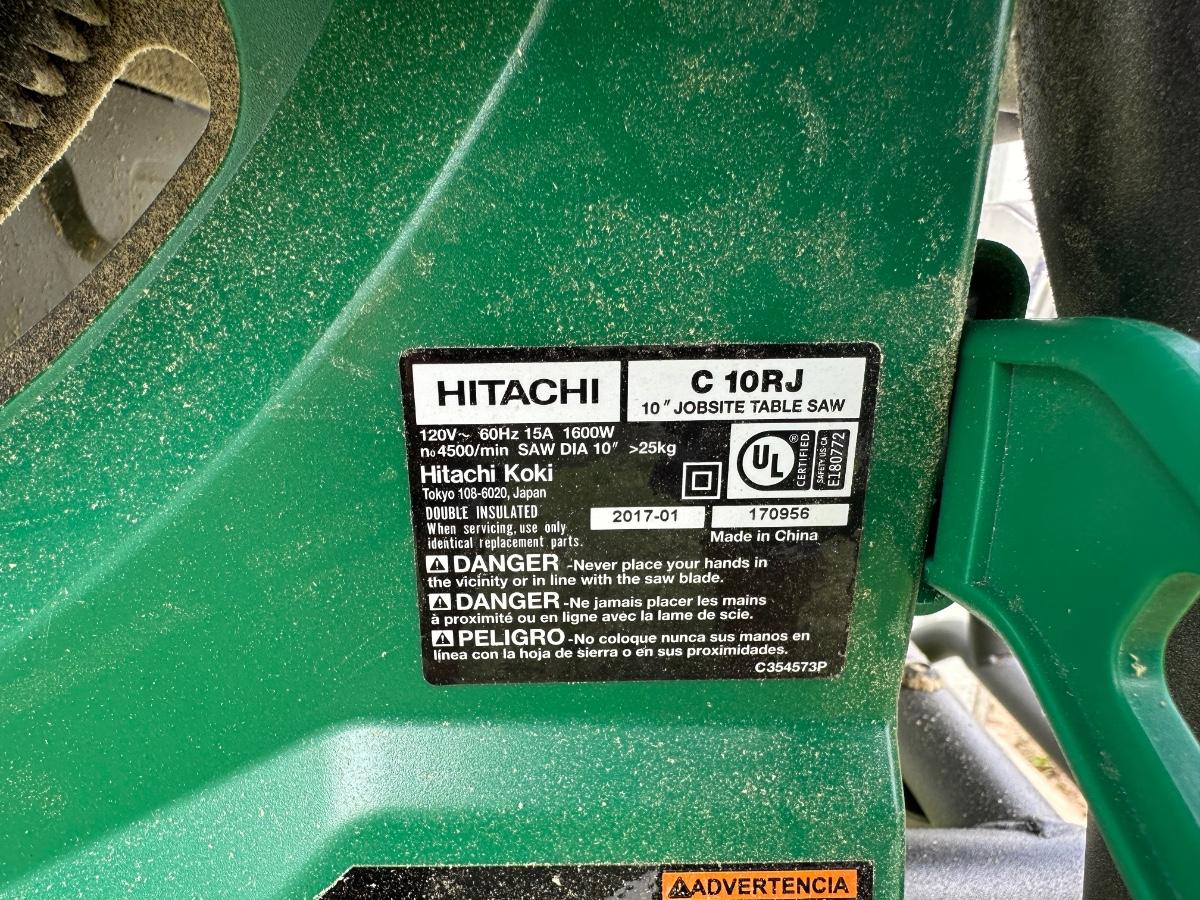 HITACHI
C 10RJ
10" JOBSITE TABLE SAW
120V~ 60Hz 15A 1600W
n₀4500/min SAW DIA 10" >25kg
Hitachi Koki
Tokyo 108-6020, Japan
UL
®
CERTIFIED
SAFETY US-CA
E180772
DOUBLE INSULATED
When servicing, use only
identical replacement parts.
2017-01
170956
Made in China
DANGER -Never place your hands in
the vicinity or in line with the saw blade.
DANGER -Ne jamais placer les mains
à proximité ou en ligne avec la lame de scie.
PELIGRO -No coloque nunca sus manos en
línea con la hoja de sierra o en sus proximidades.
C354573P
ADVERTENCIA